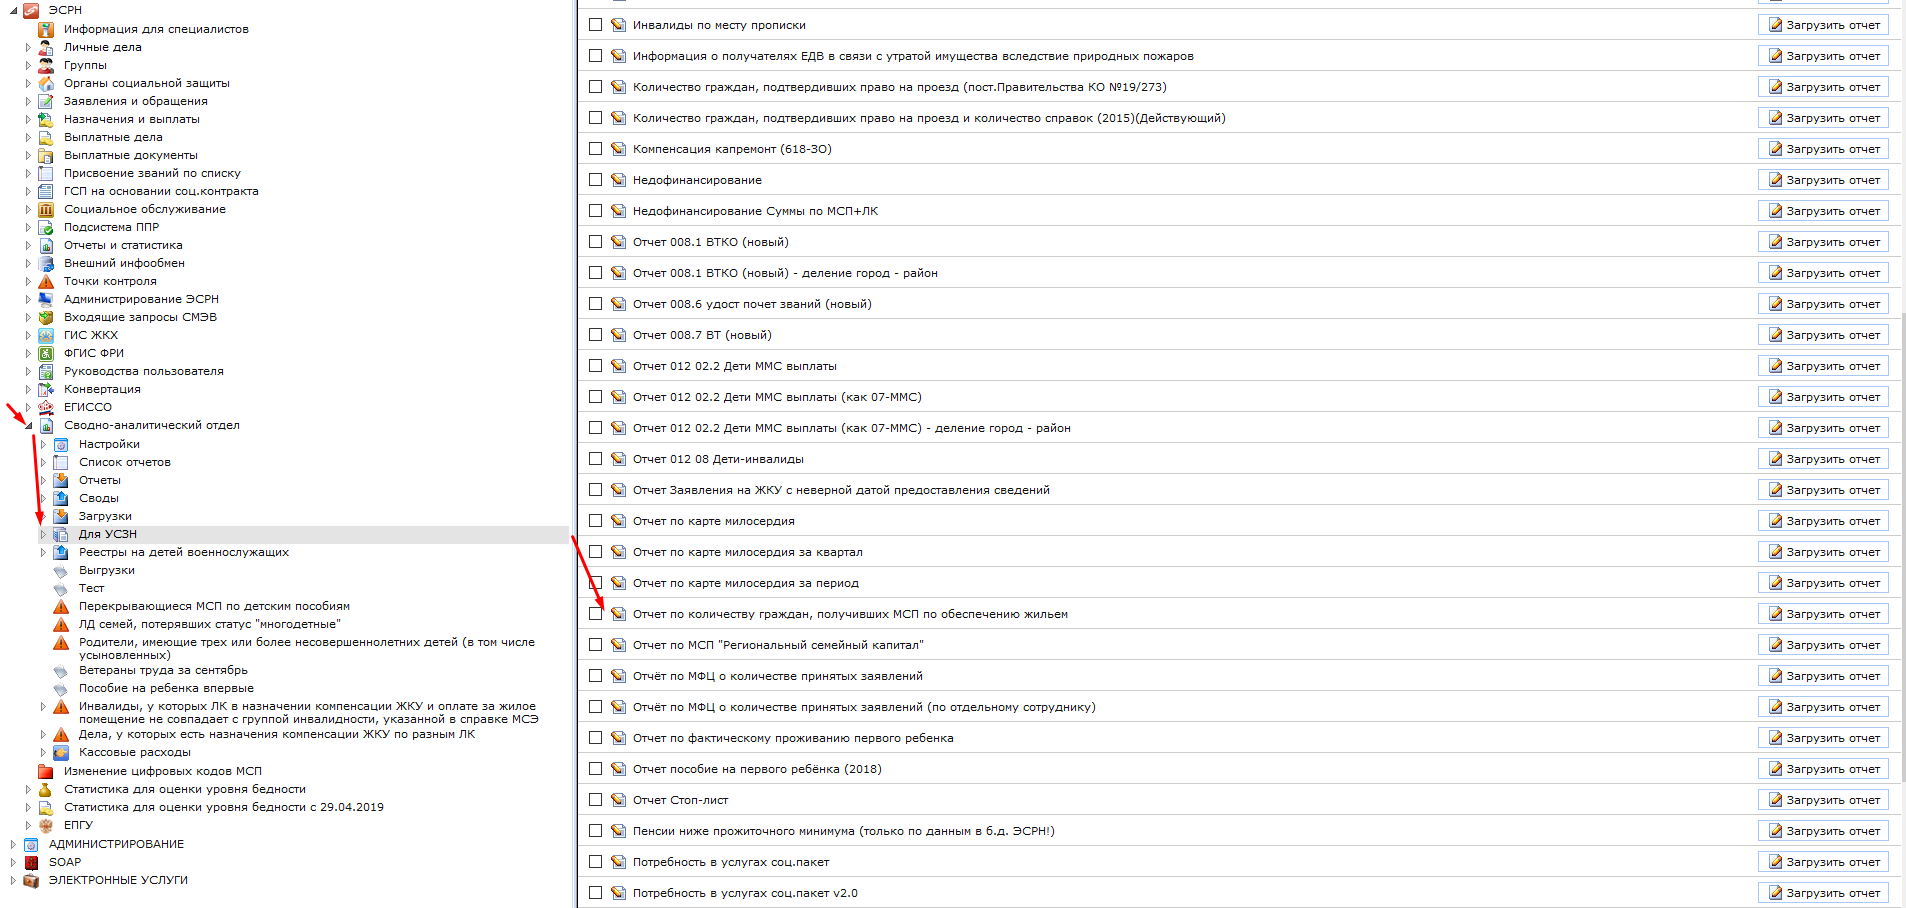 ЭСРН
Информация для специалистов
Личные дела
Группы
Органы социальной защиты
Заявления и обращения
Назначения и выплаты
Выплатные дела
Выплатные документы
Присвоение званий по списку
ГСП на основании соц.контракта
Социальное обслуживание
Подсистема ППР
Отчеты и статистика
Внешний инфообмен
Точки контроля
Администрирование ЭСРН
Входящие запросы СМЭВ
ГИС ЖКХ
ФГИС ФРИ
Руководства пользователя
Конвертация
ЕГИССО
Сводно-аналитический отдел
Настройки
Список отчетов
Отчеты
Своды
Загрузки
Для УСЗН
Реестры на детей военнослужащих
Выгрузки
Тест
Перекрывающиеся МСП по детским пособиям
ЛД семей, потерявших статус "многодетные"
Родители, имеющие трех или более несовершеннолетних детей (в том числе
усыновленных)
Ветераны труда за сентябрь
Пособие на ребенка впервые
Инвалиды, у которых ЛК в назначении компенсации ЖКУ и оплате за жилое
помещение не совпадает с группой инвалидности, указанной в справке МСЭ
Дела, у которых есть назначения компенсации ЖКУ по разным ЛК
Кассовые расходы
Изменение цифровых кодов МСП
Статистика для оценки уровня бедности
Статистика для оценки уровня бедности с 29.04.2019
ЕПГУ
АДМИНИСТРИРОВАНИЕ
SOAP
ЭЛЕКТРОННЫЕ УСЛУГИ
Инвалиды по месту прописки Загрузить отчет
Информация о получателях ЕДВ в связи с утратой имущества вследствие природных пожаров Загрузить отчет
Количество граждан, подтвердивших право на проезд (пост.Правительства КО №19/273) Загрузить отчет
Количество граждан, подтвердивших право на проезд и количество справок (2015)(Действующий) Загрузить отчет
Компенсация капремонт (618-ЗО) Загрузить отчет
Недофинансирование Загрузить отчет
Недофинансирование Суммы по МСП+ЛК Загрузить отчет
Отчет 008.1 ВТКО (новый) Загрузить отчет
Отчет 008.1 ВТКО (новый) - деление город - район Загрузить отчет
Отчет 008.6 удост почет званий (новый) Загрузить отчет
Отчет 008.7 ВТ (новый) Загрузить отчет
Отчет 012 02.2 Дети ММС выплаты Загрузить отчет
Отчет 012 02.2 Дети ММС выплаты (как 07-ММС) Загрузить отчет
Отчет 012 02.2 Дети ММС выплаты (как 07-ММС) - деление город - район Загрузить отчет
Отчет 012 08 Дети-инвалиды Загрузить отчет
Отчет Заявления на ЖКУ с неверной датой предоставления сведений Загрузить отчет
Отчет по карте милосердия Загрузить отчет
Отчет по карте милосердия за квартал Загрузить отчет
Отчет по карте милосердия за период Загрузить отчет
Отчет по количеству граждан, получивших МСП по обеспечению жильем Загрузить отчет
Отчет по МСП "Региональный семейный капитал" Загрузить отчет
Отчёт по МФЦ о количестве принятых заявлений Загрузить отчет
Отчёт по МФЦ о количестве принятых заявлений (по отдельному сотруднику) Загрузить отчет
Отчет по фактическому проживанию первого ребенка Загрузить отчет
Отчет пособие на первого ребёнка (2018) Загрузить отчет
Отчет Стоп-лист Загрузить отчет
Пенсии ниже прожиточного минимума (только по данным в б.д. ЭСРН!) Загрузить отчет
Потребность в услугах соц.пакет Загрузить отчет
Потребность в услугах соц.пакет v2.0 Загрузить отчет